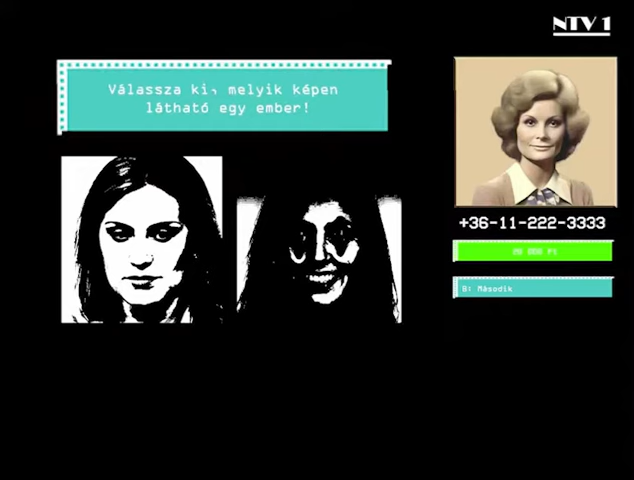 NTV 1
Válassza ki, melyik képen
látható egy ember!
+36-11-222-3333
B: Második